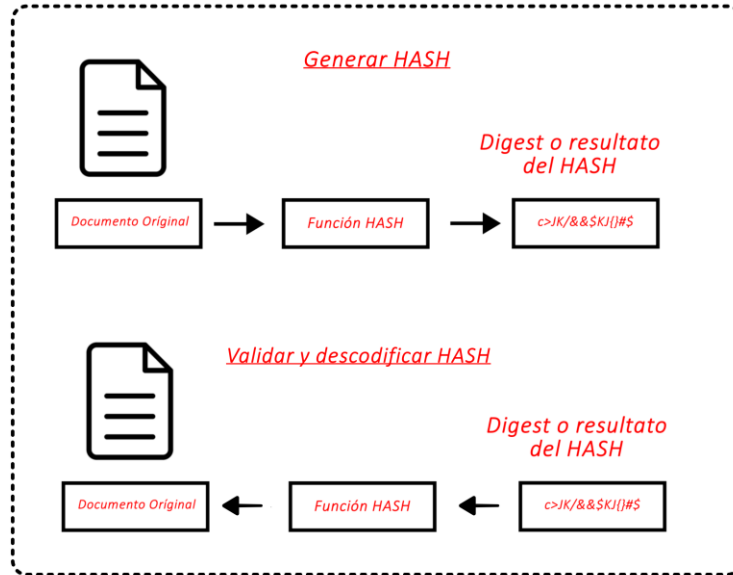 Generar HASH
Digest o resultato
del HASH
Documento Original
Función HASH
c>JK/&&$KJ{}#$
Validar y descodificar HASH
Digest o resultato
del HASH
Documento Original
Función HASH
c>JK/&&$KJ{}#$